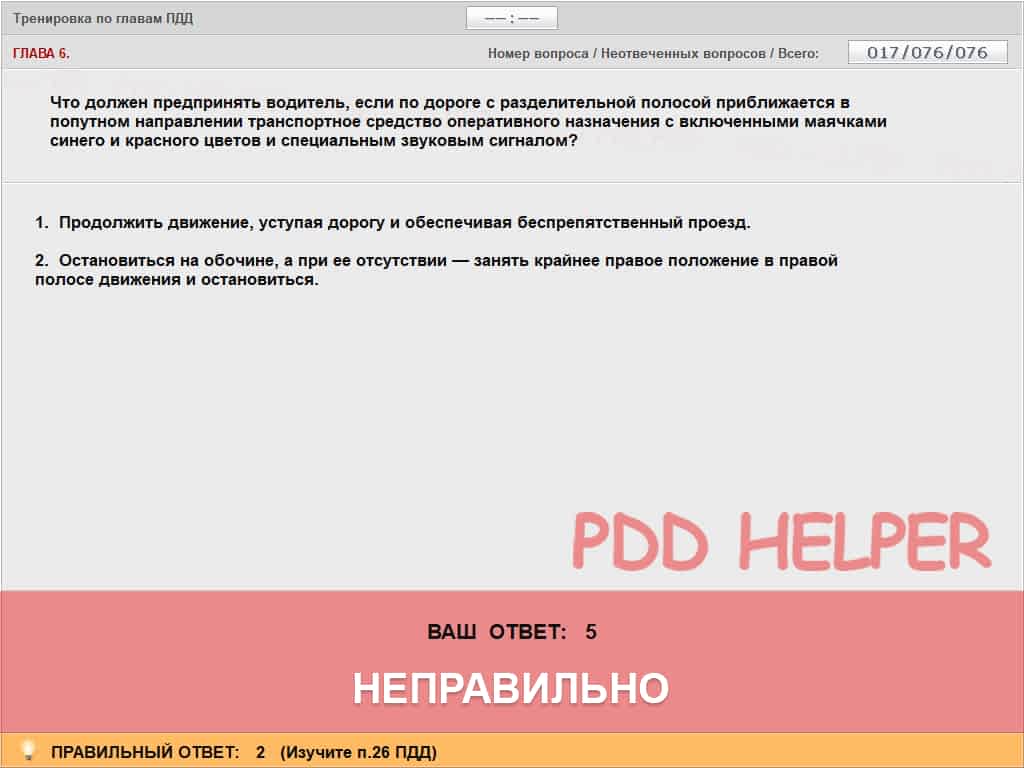 Тренировка по главам ПДД
—— : ——
ГЛАВА 6.
Номер вопроса / Неотвеченных вопросов / Всего:
017/076/076
Что должен предпринять водитель, если по дороге с разделительной полосой приближается в
попутном направлении транспортное средство оперативного назначения с включенными маячками
синего и красного цветов и специальным звуковым сигналом?
1. Продолжить движение, уступая дорогу и обеспечивая беспрепятственный проезд.
2. Остановиться на обочине, а при ее отсутствии — занять крайнее правое положение в правой
полосе движения и остановиться.
PDD HELPER
ВАШ ОТВЕТ: 5
НЕПРАВИЛЬНО
ПРАВИЛЬНЫЙ ОТВЕТ: 2 (Изучите п.26 ПДД)